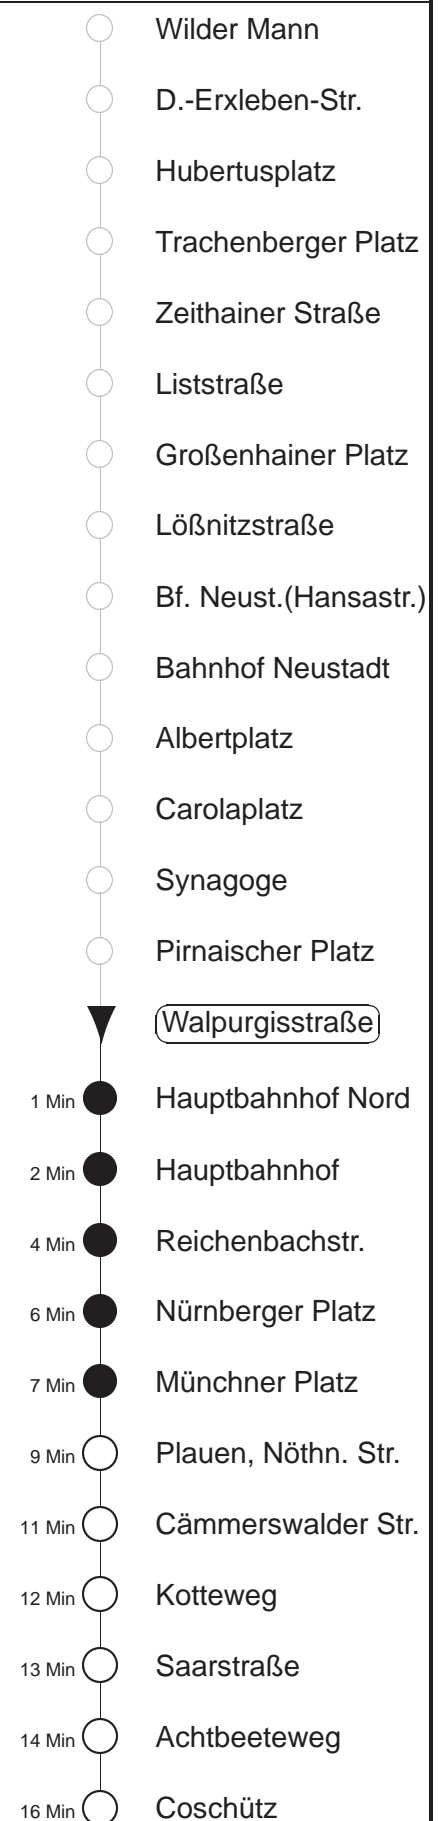 Wilder Mann
D.-Erxleben-Str.
Hubertusplatz
Trachenberger Platz
Zeithainer Straße
Liststraße
Großenhainer Platz
Lößnitzstraße
Bf. Neust.(Hansastr.)
Bahnhof Neustadt
Albertplatz
Carolaplatz
Synagoge
Pirnaischer Platz
Walpurgisstraße
1 Min Hauptbahnhof Nord
2 Min Hauptbahnhof
4 Min Reichenbachstr.
6 Min Nürnberger Platz
7 Min Münchner Platz
9 Min Plauen, Nöthn. Str.
11 Min Cämmerswalder Str.
12 Min Kotteweg
13 Min Saarstraße
14 Min Achtbeeteweg
16 Min Coschütz